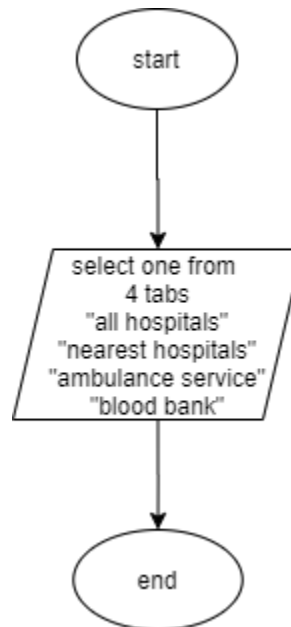 start
select one from
4 tabs
"all hospitals"
"nearest hospitals"
"ambulance service"
"blood bank"
end